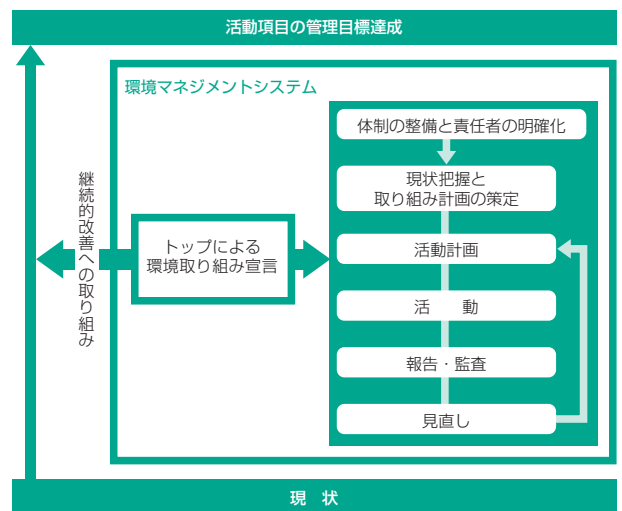 活動項目の管理目標達成
環境マネジメントシステム
体制の整備と責任者の明確化
現状把握と
取り組み計画の策定
継続的改善への取り組み
トップによる
環境取り組み宣言
活動計画
活　動
報告・監査
見直し
現　状